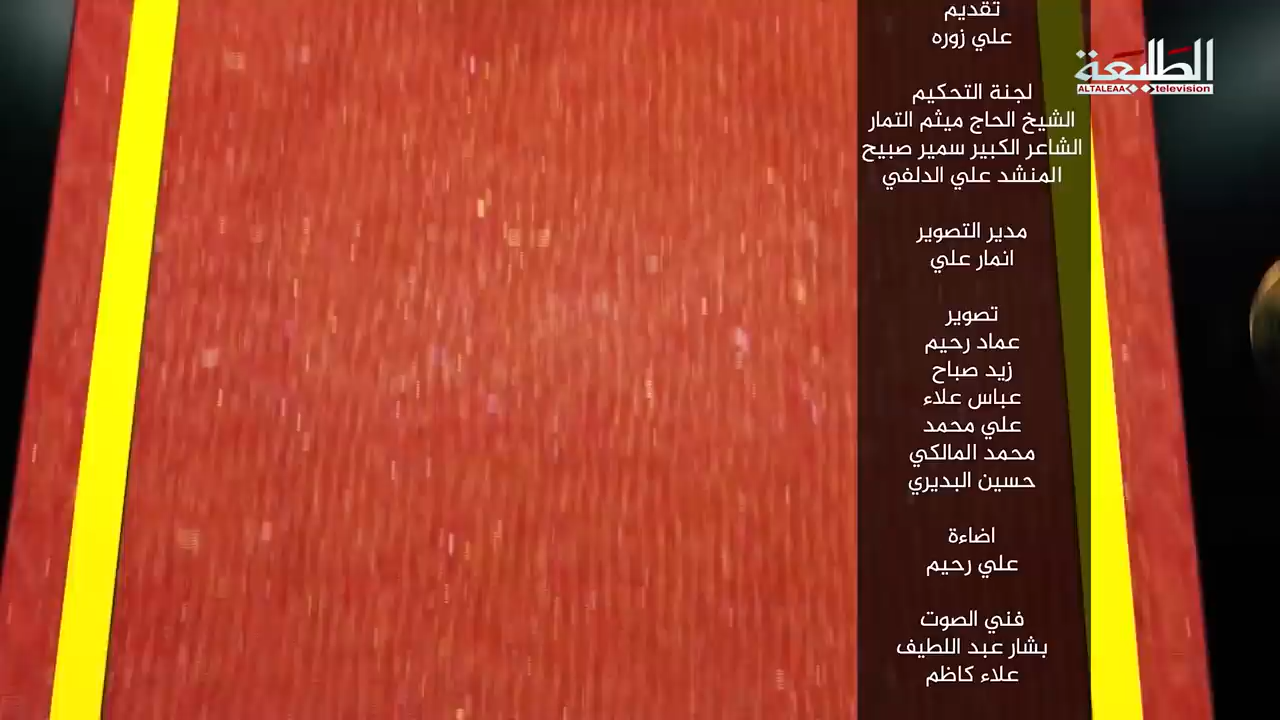 تقديم
علي زوره
الطليعة
ALTALEAA television
لجنة التحكيم
الشيخ الحاج ميثم التمار
الشاعر الكبير سمير صبيح
المنشد علي الدلفي
مدير التصوير
انمار علي
تصوير
عماد رحيم
زيد صباح
عباس علاء
علي محمد
محمد المالكي
حسين البديري
اضاءة
علي رحيم
فني الصوت
بشار عبد اللطيف
علاء كاظم